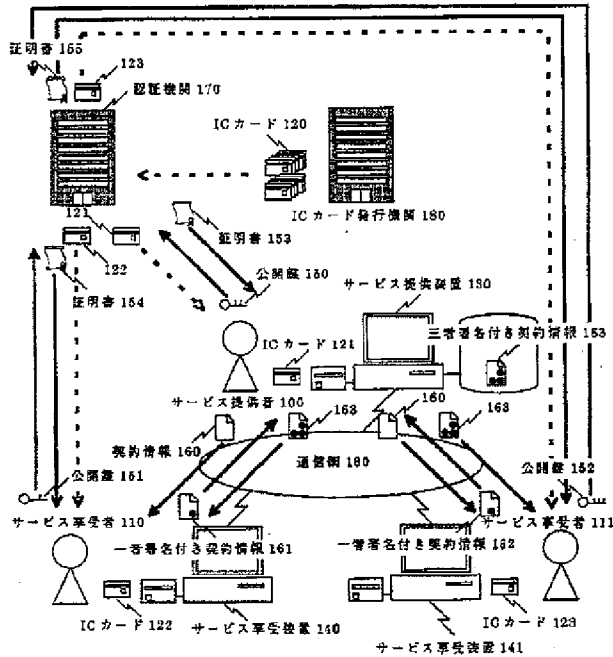 証明書 155
123
認証機関 170
ICカード 120
ICカード発行機関 180
121
122
証明書 153
証明書 154
公開鍵 150
サービス提供装置 130
三者署名付き契約情報 163
ICカード 121
サービス提供者 100
163
160
163
契約情報 160
通信網 190
公開鍵 151
公開鍵 152
サービス享受者 110
サービス享受者 111
一者署名付き契約情報 161
一者署名付き契約情報 162
ICカード 122
サービス享受装置 140
ICカード 123
サービス享受装置 141